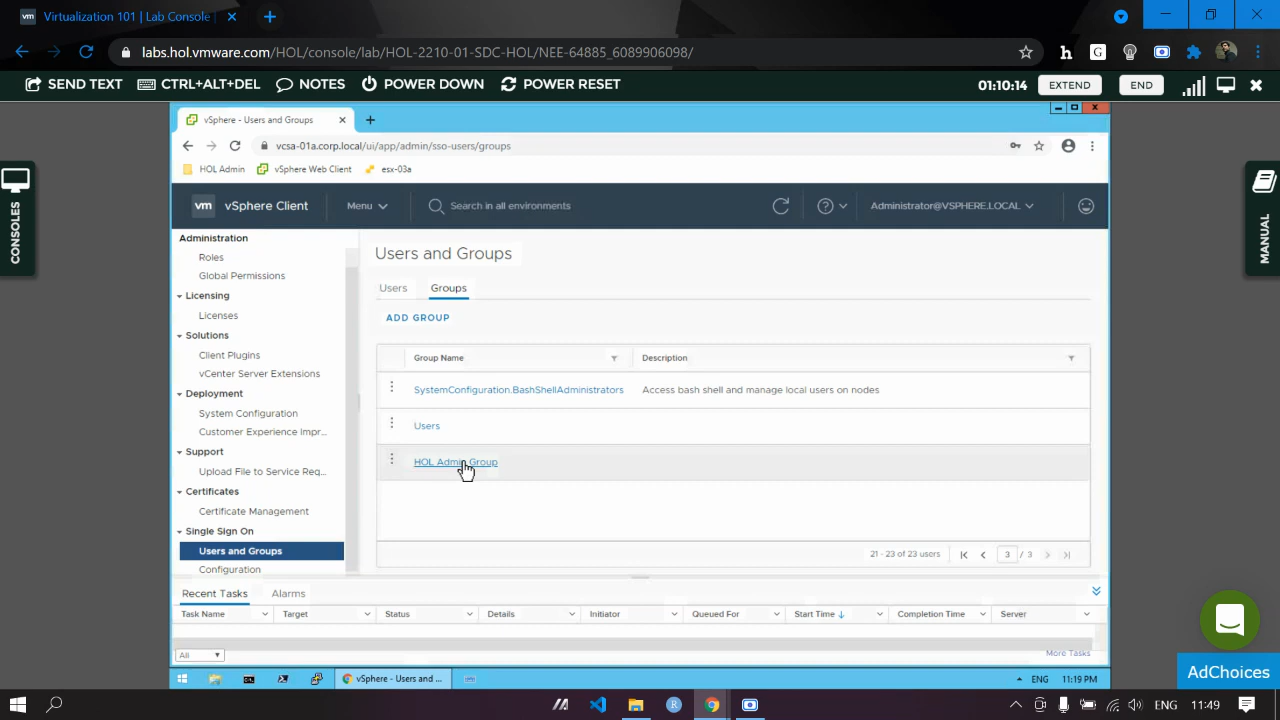 vm Virtualization 101 | Lab Console
labs.hol.vmware.com/HOL/console/lab/HOL-2210-01-SDC-HOL/NEE-64885_6089906098/
SEND TEXT CTRL+ALT+DEL NOTES POWER DOWN POWER RESET 01:10:14 EXTEND END
CONSOLES
MANUAL
vSphere - Users and Groups
vcsa-01a.corp.local/ui/app/admin/sso-users/groups
HOL Admin vSphere Web Client esx-03a
vm vSphere Client Menu Search in all environments Administrator@VSPHERE.LOCAL
Administration
Roles
Global Permissions
Licensing
Licenses
Solutions
Client Plugins
vCenter Server Extensions
Deployment
System Configuration
Customer Experience Impr...
Support
Upload File to Service Req...
Certificates
Certificate Management
Single Sign On
Users and Groups
Configuration
Users and Groups
Users Groups
ADD GROUP
Group Name Description
SystemConfiguration.BashShellAdministrators Access bash shell and manage local users on nodes
Users
HOL Admin Group
21 - 23 of 23 users 3 / 3
Recent Tasks Alarms
Task Name Target Status Details Initiator Queued For Start Time Completion Time Server
All More Tasks
vSphere - Users and ... ENG 11:19 PM
AdChoices
ENG 11:49